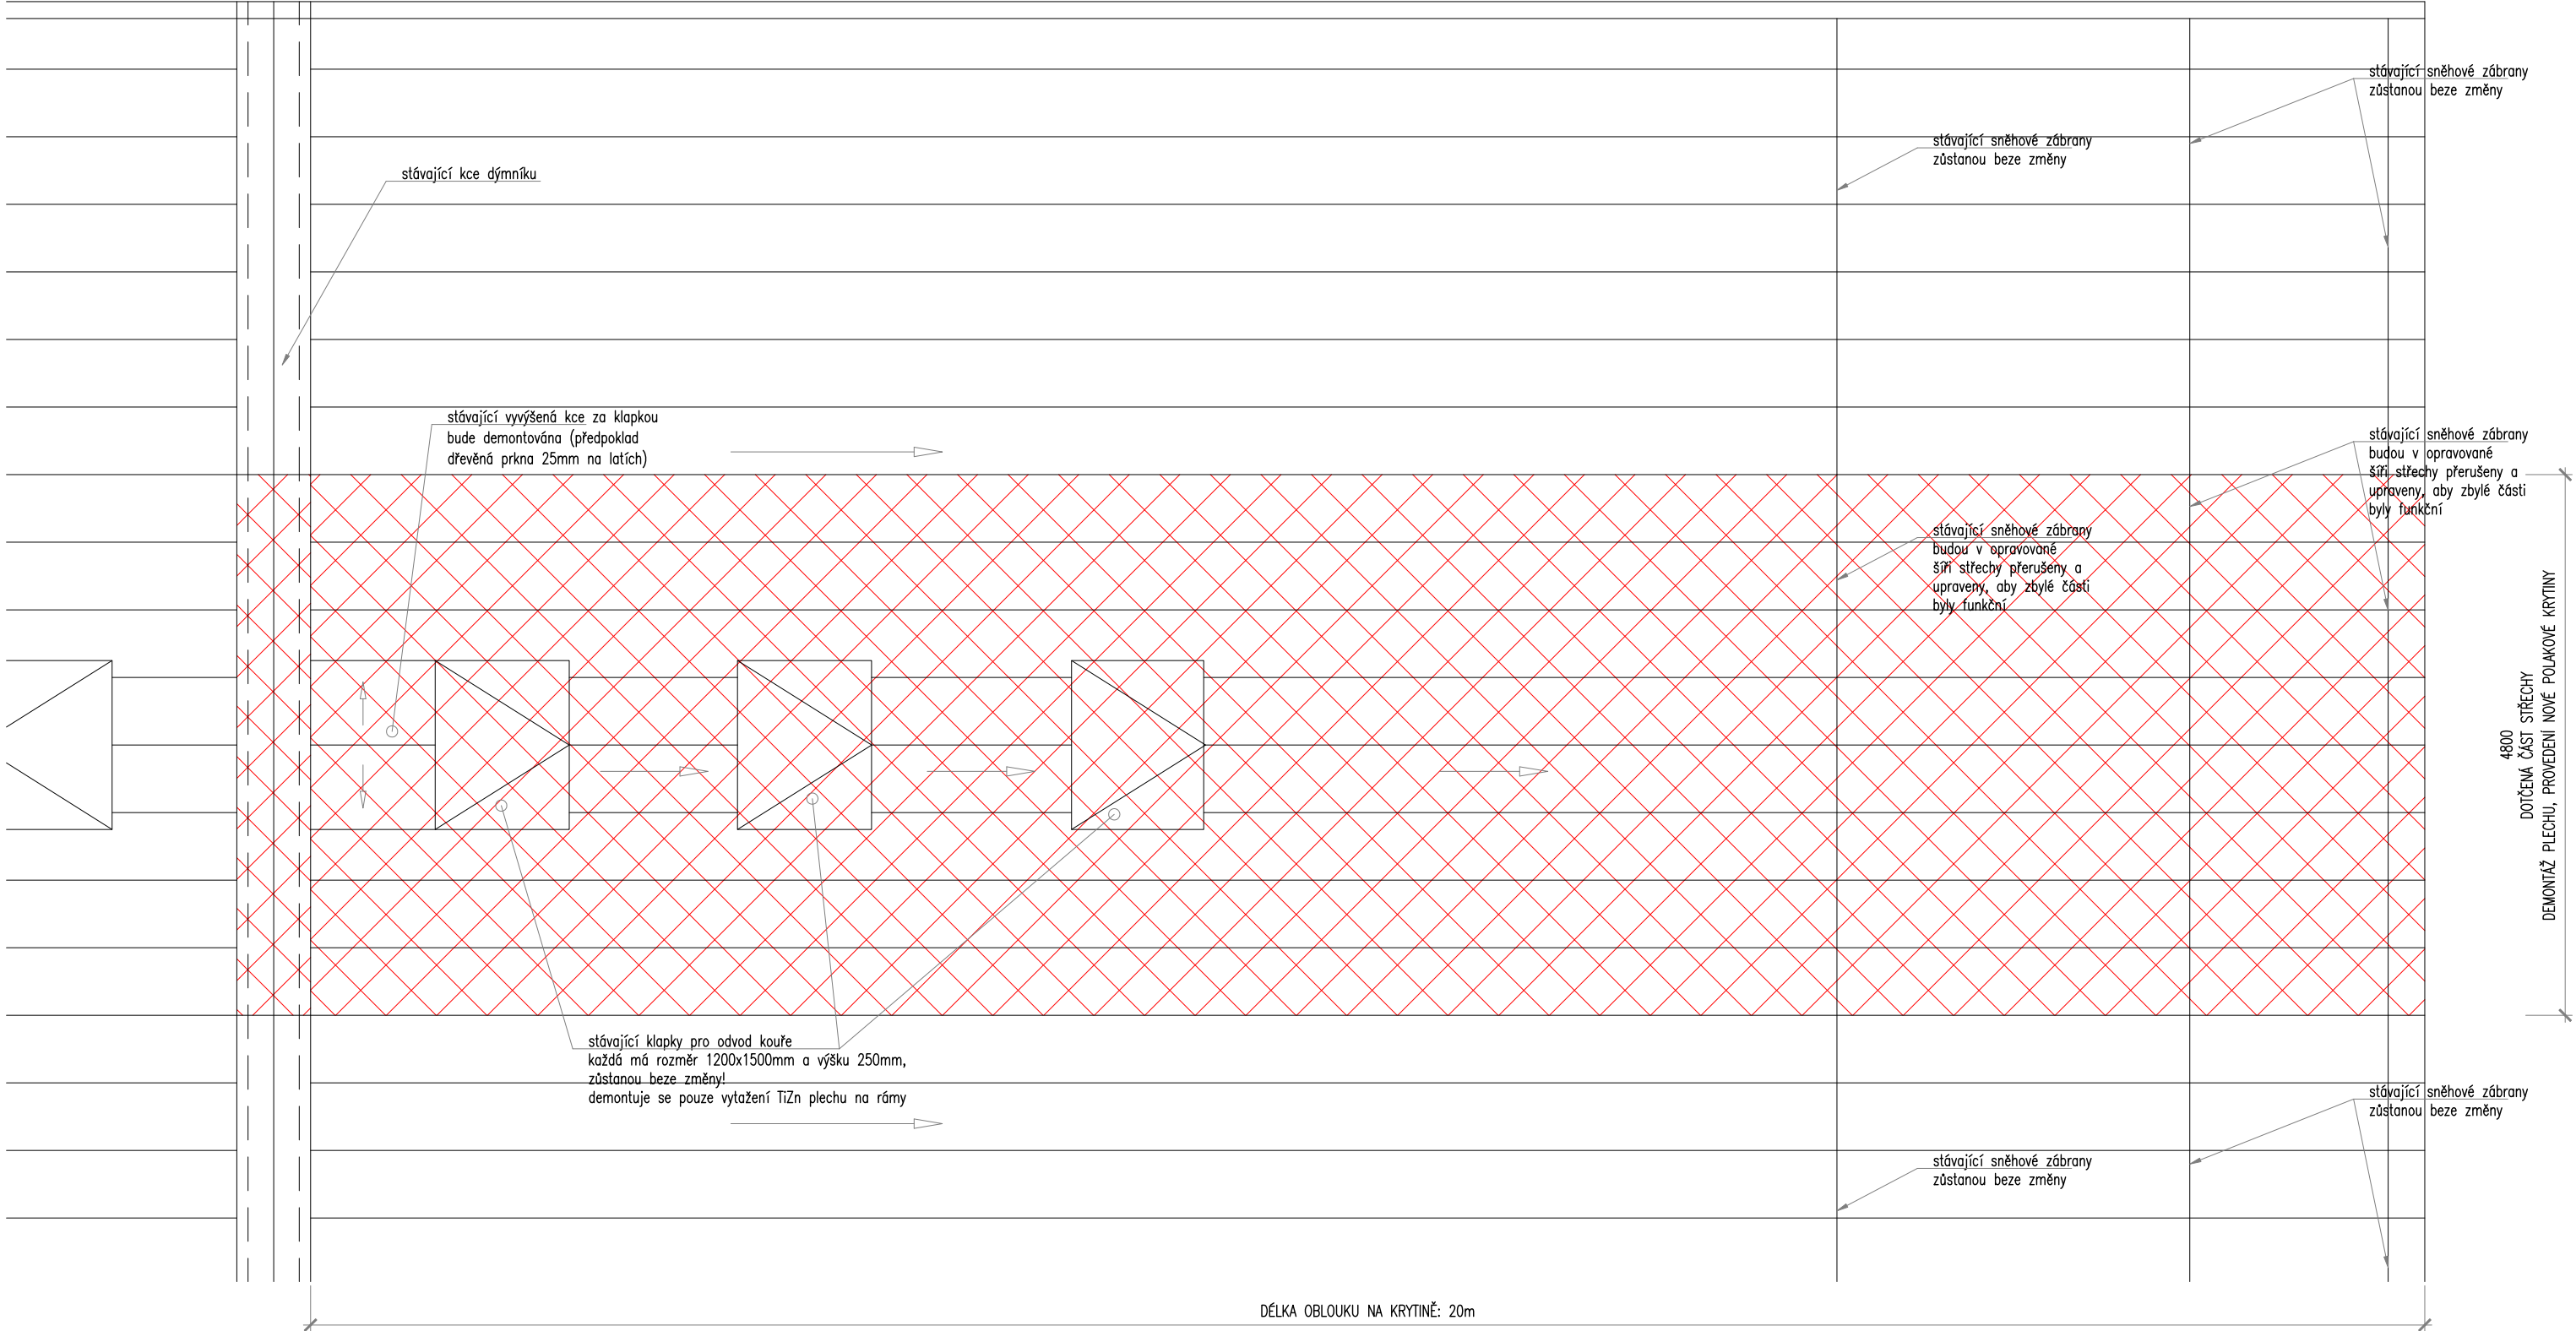 stávající sněhové zábrany
zůstanou beze změny
stávající sněhové zábrany
zůstanou beze změny
stávající kce dýmníku
stávající vyvýšená kce za klapkou
bude demontována (předpoklad
dřevěná prkna 25mm na latích)
stávající sněhové zábrany
budou v opravované
šíři střechy přerušeny a
upraveny, aby zbylé části
byly funkční
stávající sněhové zábrany
budou v opravované
šíři střechy přerušeny a
upraveny, aby zbylé části
byly funkční
4800
DOTČENÁ ČÁST STŘECHY
DEMONTÁŽ PLECHU, PROVEDENÍ NOVÉ POLAKOVÉ KRYTINY
stávající klapky pro odvod kouře
každá má rozměr 1200x1500mm a výšku 250mm,
zůstanou beze změny!
demontuje se pouze vytažení TiZn plechu na rámy
stávající sněhové zábrany
zůstanou beze změny
stávající sněhové zábrany
zůstanou beze změny
DÉLKA OBLOUKU NA KRYTINĚ: 20m